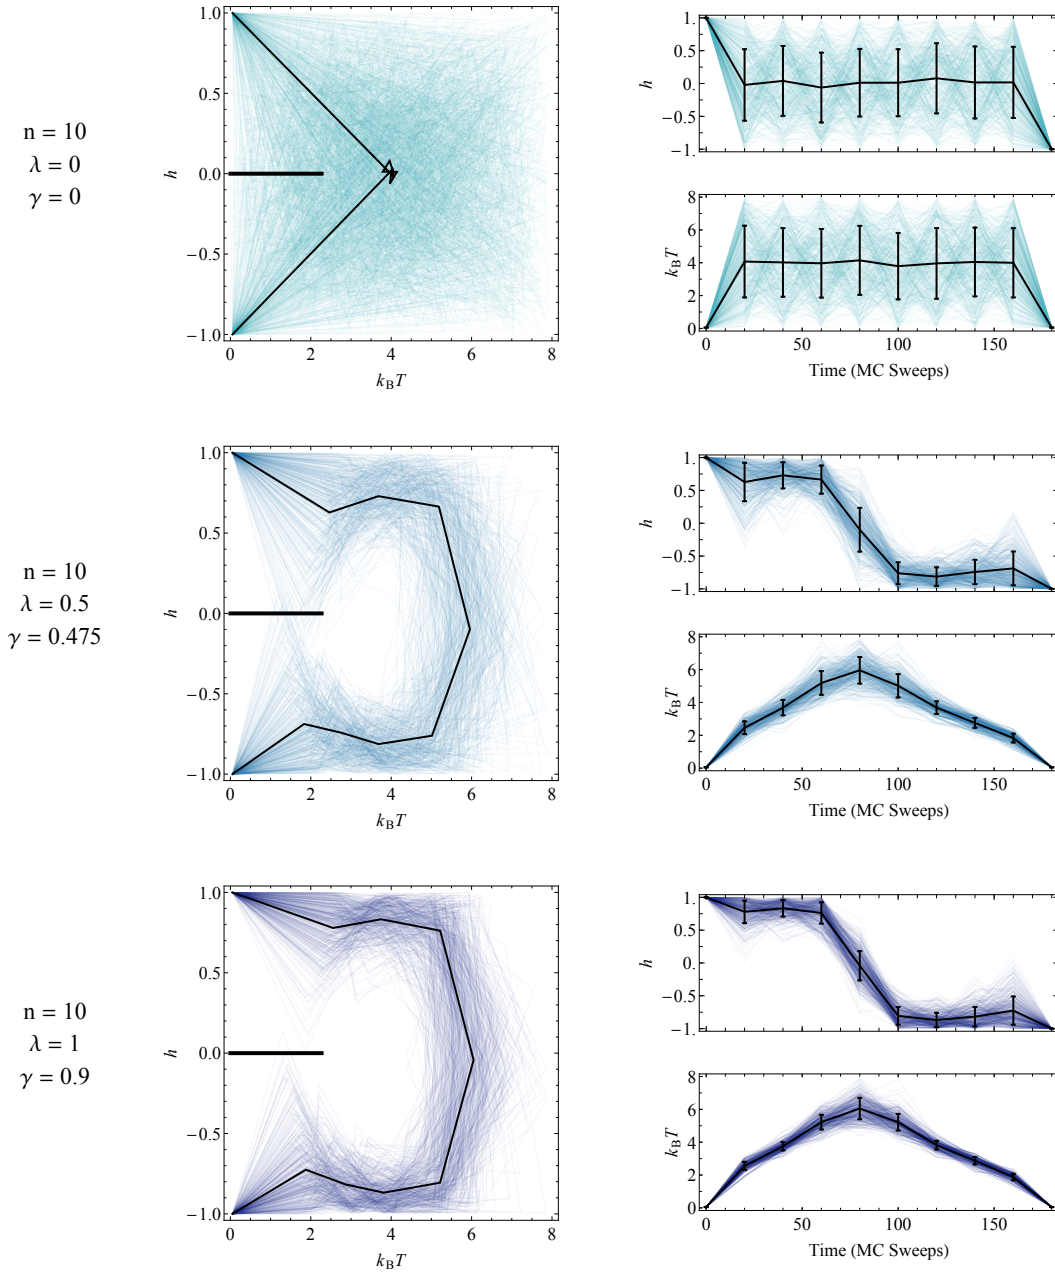 n = 10
λ = 0
γ = 0
1.0
0.5
0.0
−0.5
−1.0
h
0 2 4 6 8
k_B T
1.
0.5
0.
−0.5
−1.
h
8
6
4
2
0
k_B T
0 50 100 150
Time (MC Sweeps)
n = 10
λ = 0.5
γ = 0.475
1.0
0.5
0.0
−0.5
−1.0
h
0 2 4 6 8
k_B T
1.
0.5
0.
−0.5
−1.
h
8
6
4
2
0
k_B T
0 50 100 150
Time (MC Sweeps)
n = 10
λ = 1
γ = 0.9
1.0
0.5
0.0
−0.5
−1.0
h
0 2 4 6 8
k_B T
1.
0.5
0.
−0.5
−1.
h
8
6
4
2
0
k_B T
0 50 100 150
Time (MC Sweeps)